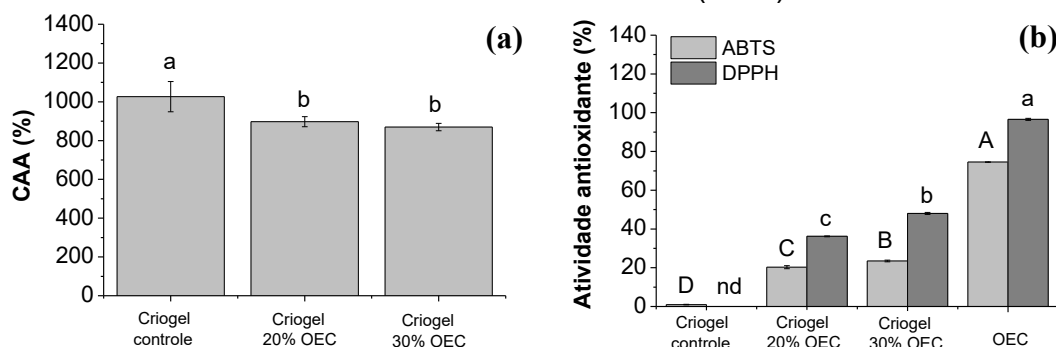 (a)
CAA (%)
1400
1200
1000
800
600
400
200
0
a
b
b
Criogel controle
Criogel 20% OEC
Criogel 30% OEC
(b)
Atividade antioxidante (%)
140
120
100
80
60
40
20
0
ABTS
DPPH
D
nd
C
c
B
b
A
a
Criogel controle
Criogel 20% OEC
Criogel 30% OEC
OEC